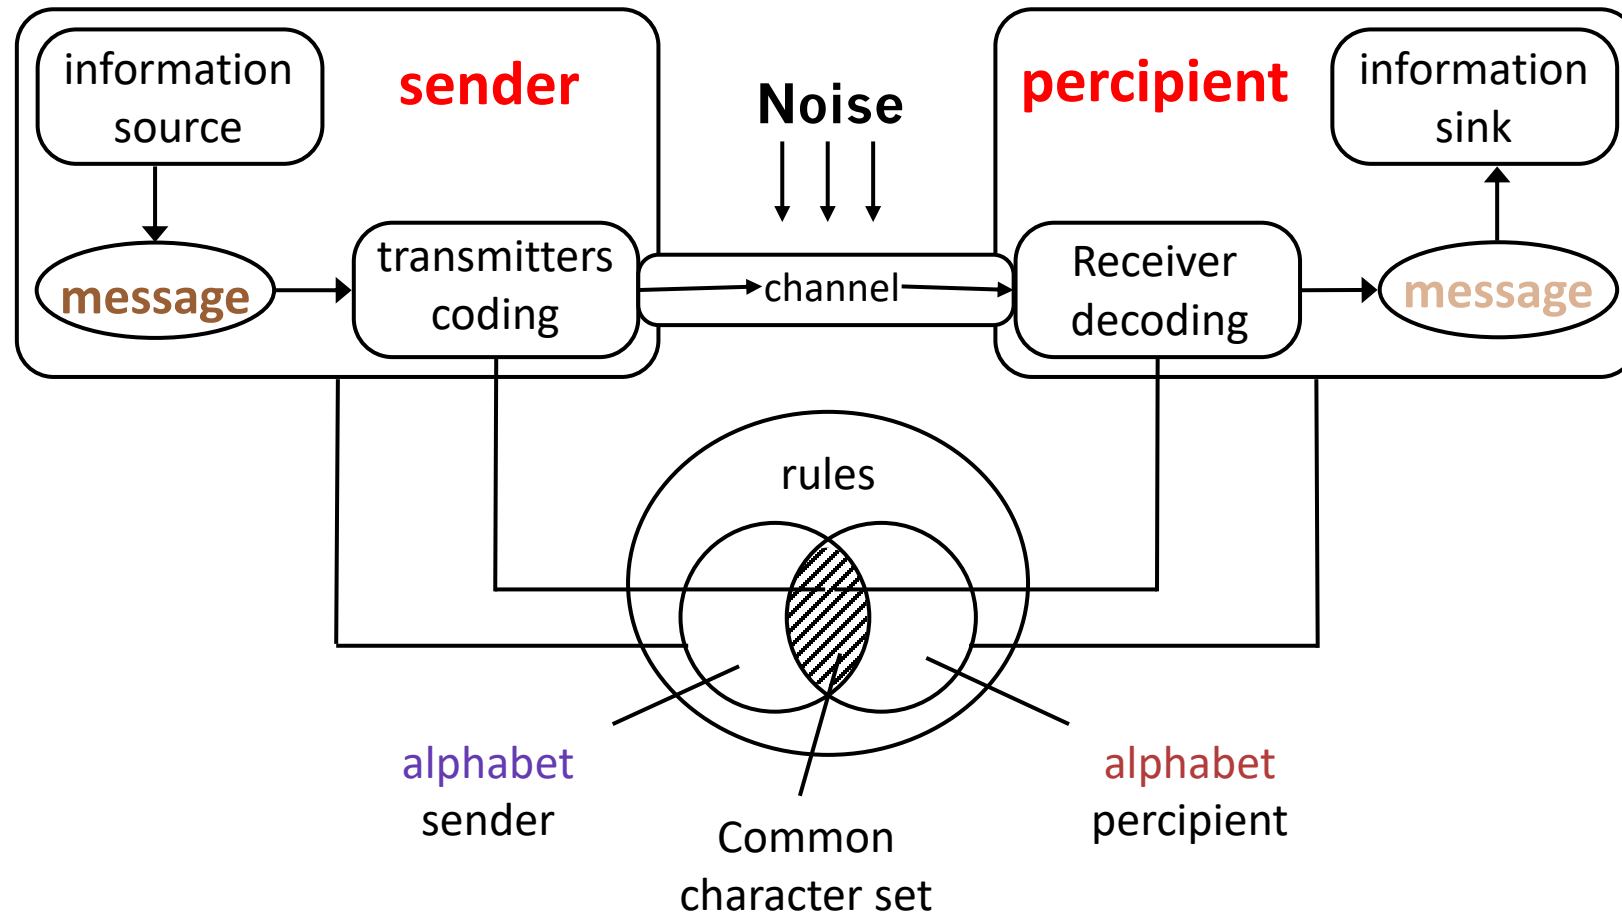 information
source
sender
Noise
percipient
information
sink
message
transmitters
coding
channel
Receiver
decoding
message
rules
alphabet
sender
Common
character set
alphabet
percipient